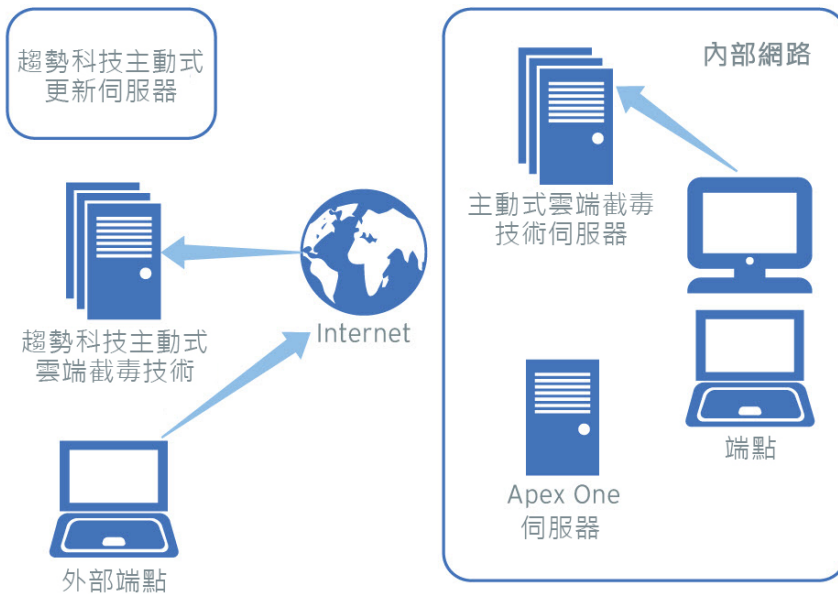 趨勢科技主動式
更新伺服器
內部網路
主動式雲端截毒
技術伺服器
Internet
趨勢科技主動式
雲端截毒技術
端點
Apex One
伺服器
外部端點